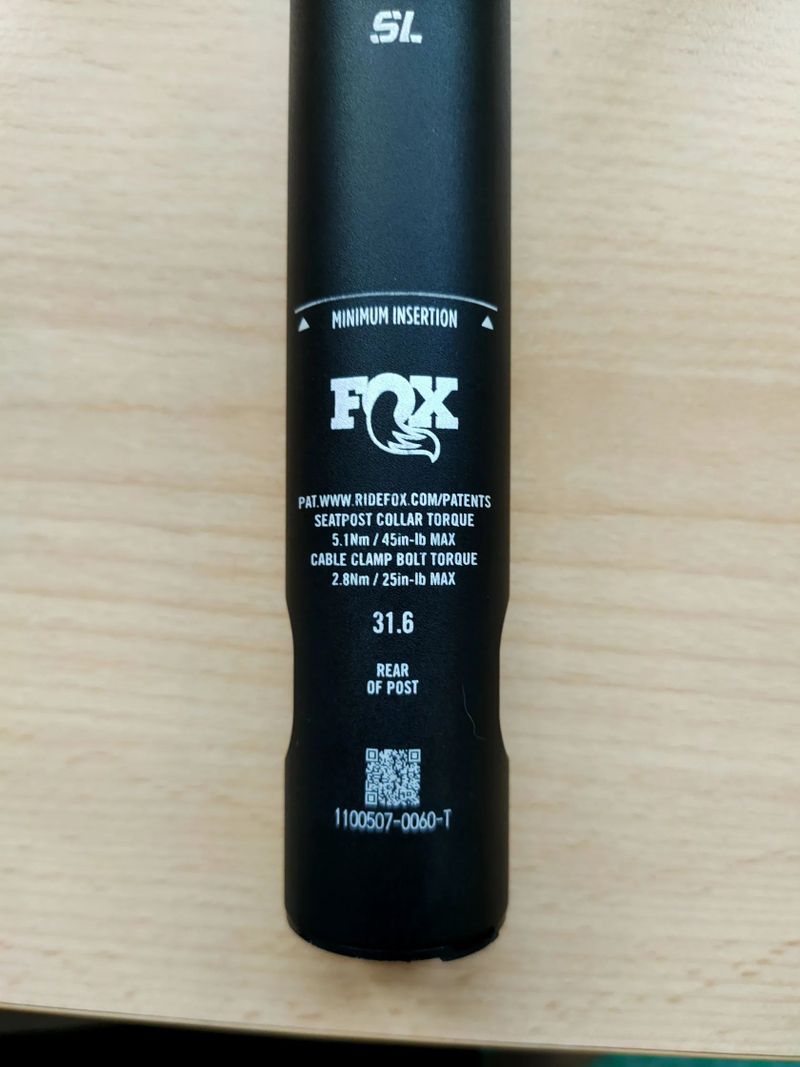 SL
MINIMUM INSERTION
FOX
PAT.WWW.RIDEFOX.COM/PATENTS
SEATPOST COLLAR TORQUE
5.1Nm / 45in-lb MAX
CABLE CLAMP BOLT TORQUE
2.8Nm / 25in-lb MAX
31.6
REAR
OF POST
1100507-0060-T